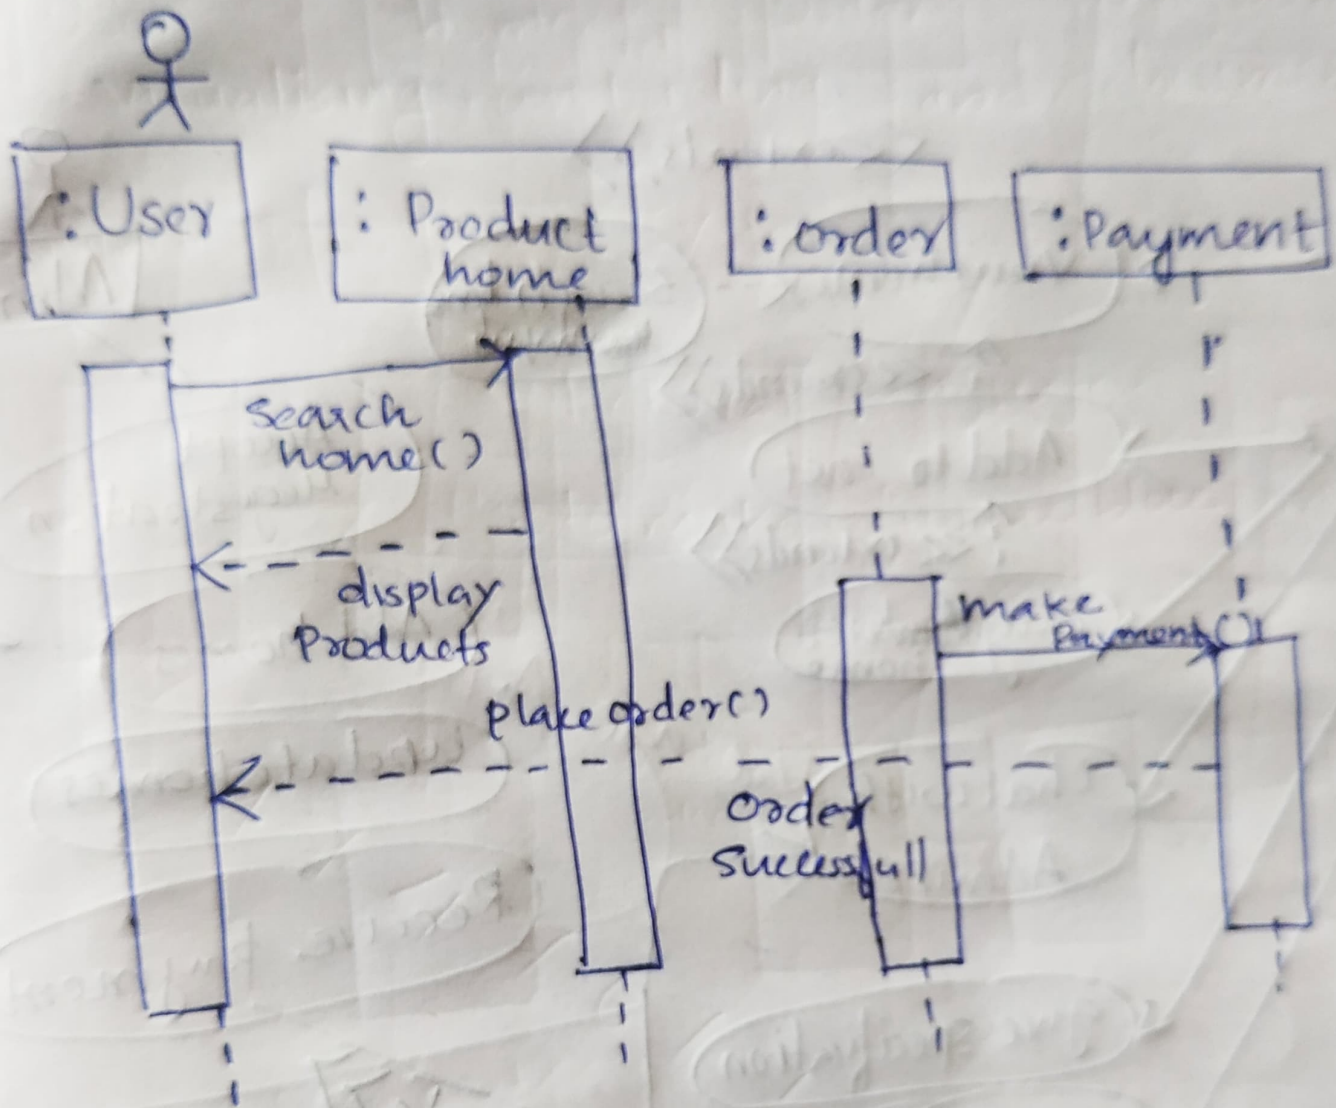 :User
: Product
home
:order
:Payment
search
home()
display
products
make
payment()
plake order()
order
successfull